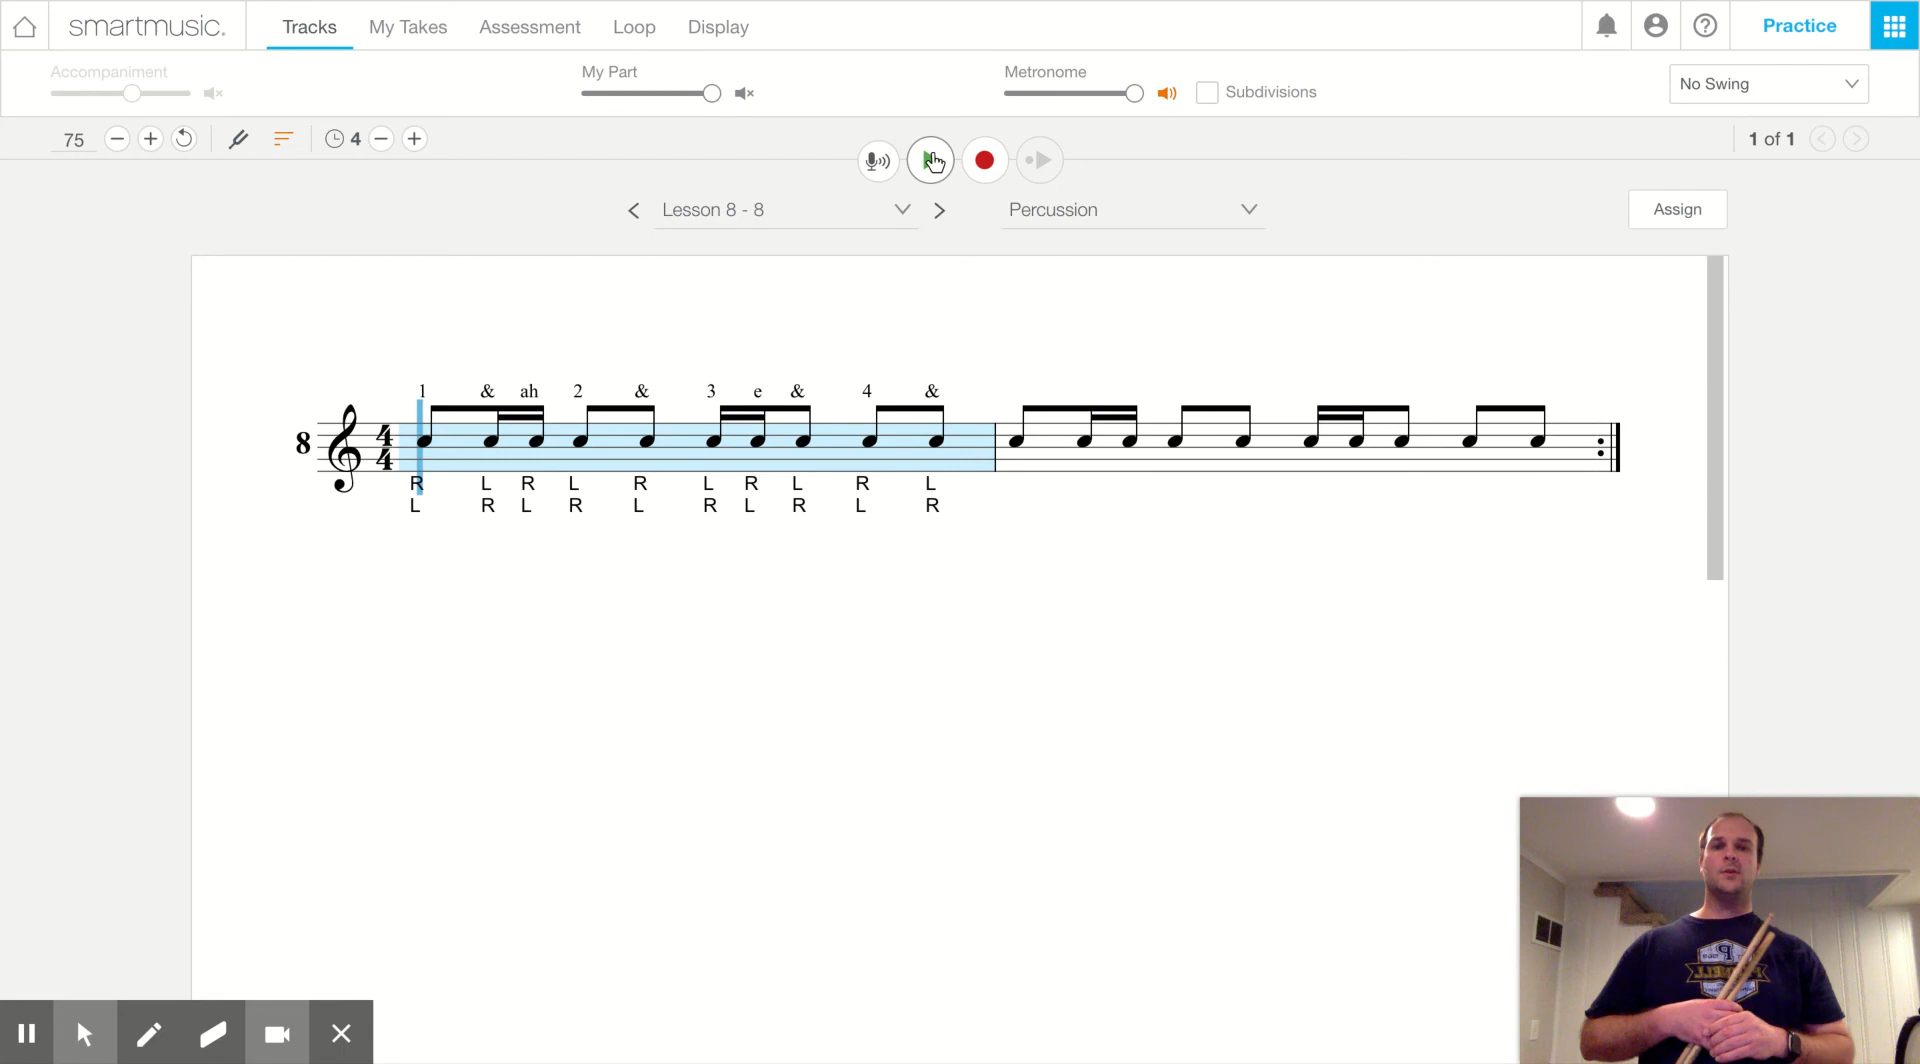 smartmusic. Tracks My Takes Assessment Loop Display Practice
Accompaniment My Part Metronome Subdivisions No Swing
75 4 1 of 1
Lesson 8 - 8 Percussion Assign
1 & ah 2 & 3 e & 4 &
8 4 4
R L R L R L R L R L
L R L R L R L R L R